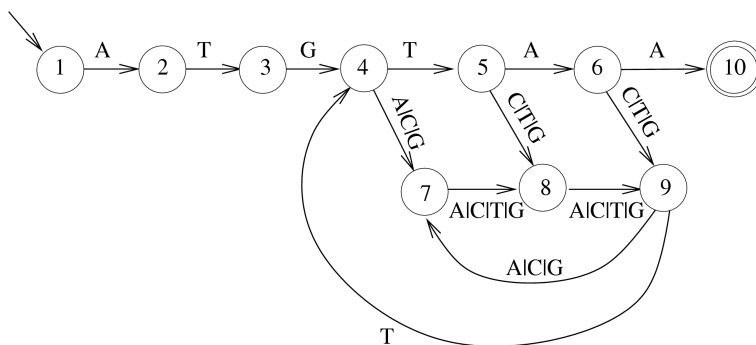 A T G T A A
1 2 3 4 5 6 10
A|C|G C|T|G C|T|G
7 8 9
A|C|T|G A|C|T|G
A|C|G
T